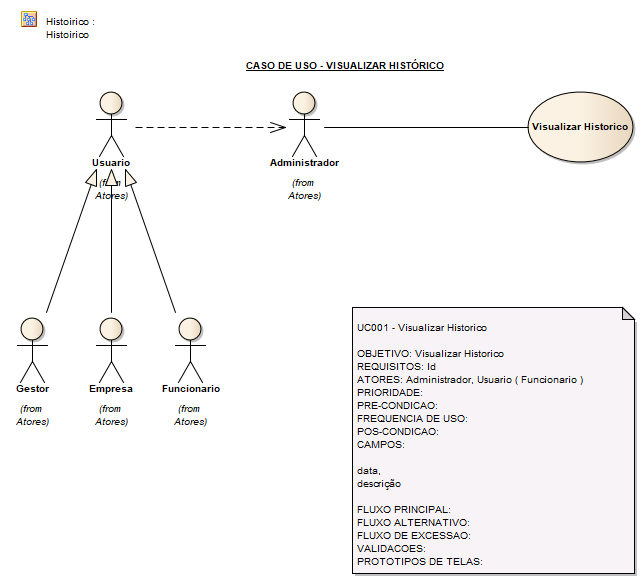 Histoirico :
Histoirico
CASO DE USO - VISUALIZAR HISTÓRICO
Usuario
(from
Atores)
Administrador
(from
Atores)
Visualizar Historico
Gestor
(from
Atores)
Empresa
(from
Atores)
Funcionario
(from
Atores)
UC001 - Visualizar Historico
OBJETIVO: Visualizar Historico
REQUISITOS: Id
ATORES: Administrador, Usuario ( Funcionario )
PRIORIDADE:
PRE-CONDICAO:
FREQUENCIA DE USO:
POS-CONDICAO:
CAMPOS:
data,
descrição
FLUXO PRINCIPAL:
FLUXO ALTERNATIVO:
FLUXO DE EXCESSAO:
VALIDACOES:
PROTOTIPOS DE TELAS: